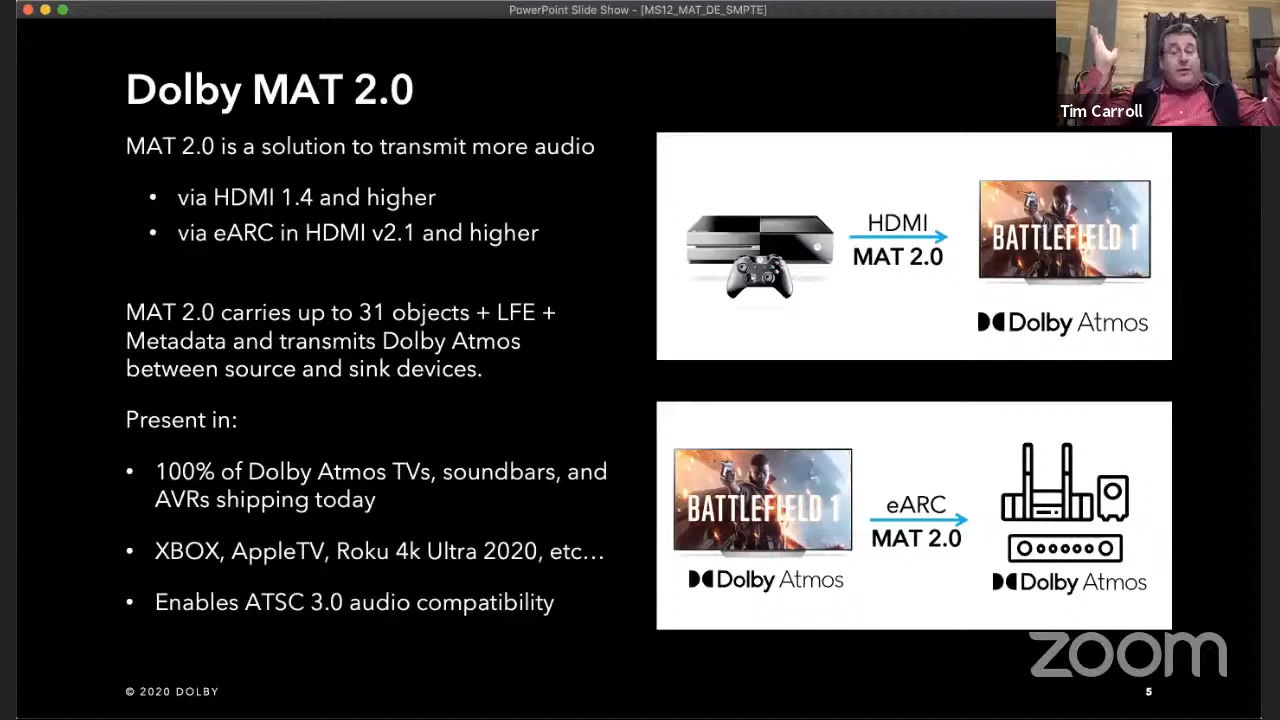 PowerPoint Slide Show - [MS12_MAT_DE_SMPTE]
Tim Carroll
Dolby MAT 2.0
MAT 2.0 is a solution to transmit more audio
• via HDMI 1.4 and higher
• via eARC in HDMI v2.1 and higher
MAT 2.0 carries up to 31 objects + LFE +
Metadata and transmits Dolby Atmos
between source and sink devices.
Present in:
• 100% of Dolby Atmos TVs, soundbars, and
AVRs shipping today
• XBOX, AppleTV, Roku 4k Ultra 2020, etc...
• Enables ATSC 3.0 audio compatibility
HDMI
MAT 2.0
BATTLEFIELD 1
Dolby Atmos
BATTLEFIELD 1
Dolby Atmos
eARC
MAT 2.0
Dolby Atmos
© 2020 DOLBY
5
zoom